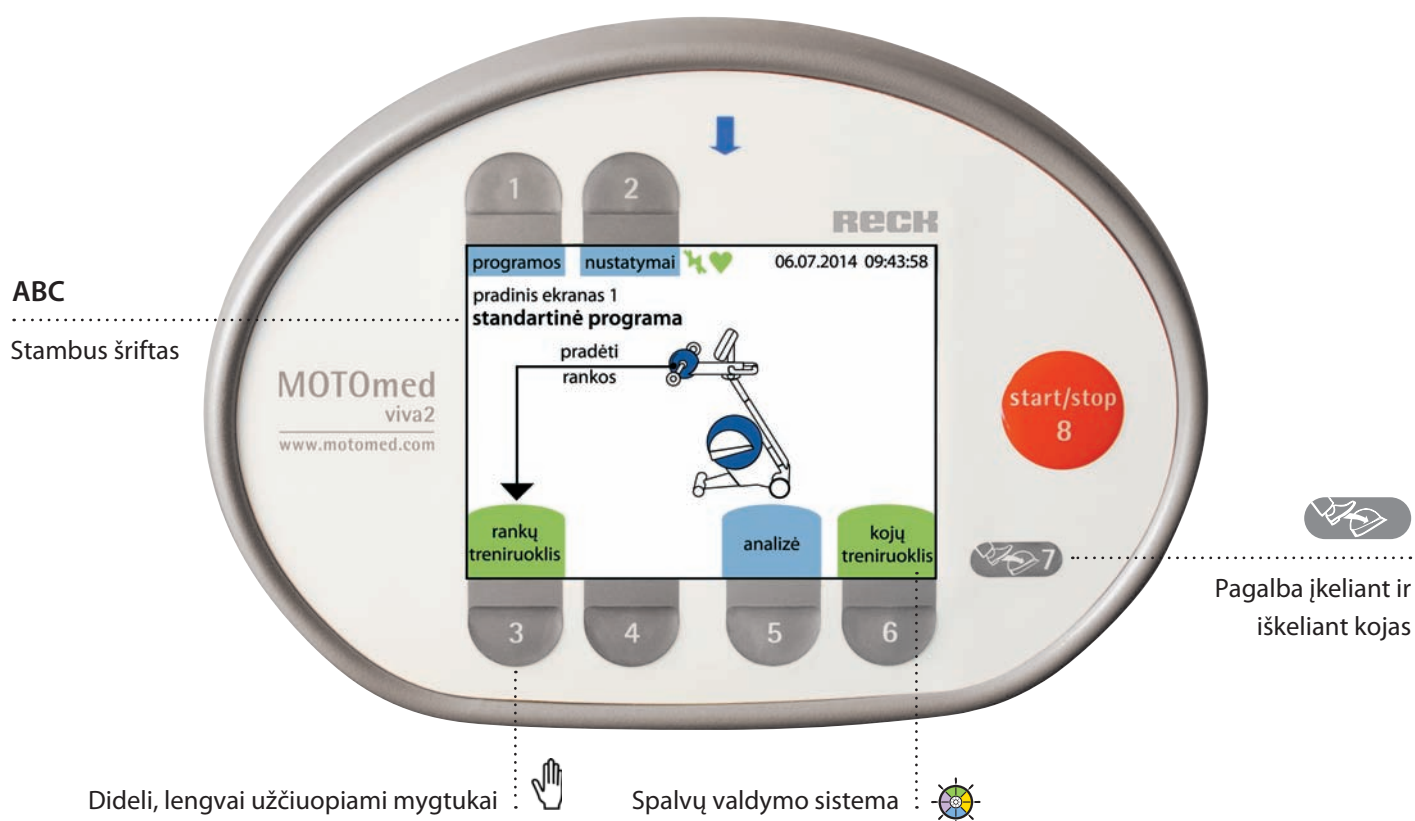 1
2
RECK
programos
nustatymai
06.07.2014 09:43:58
pradinis ekranas 1
standartinė programa
pradėti
rankos
ABC
Stambus šriftas
MOTOmed
viva2
www.motomed.com
start/stop
8
rankų
treniruoklis
analizė
kojų
treniruoklis
7
Pagalba įkeliant ir
iškeliant kojas
3
4
5
6
Dideli, lengvai užčiuopiami mygtukai
Spalvų valdymo sistema